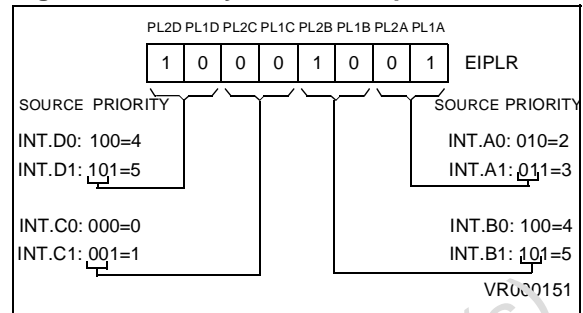 PL2D PL1D PL2C PL1C PL2B PL1B PL2A PL1A
1 0 0 0 1 0 0 1 EIPLR
SOURCE PRIORITY SOURCE PRIORITY
INT.D0: 100=4 INT.A0: 010=2
INT.D1: 101=5 INT.A1: 011=3
INT.C0: 000=0 INT.B0: 100=4
INT.C1: 001=1 INT.B1: 101=5
VR000151